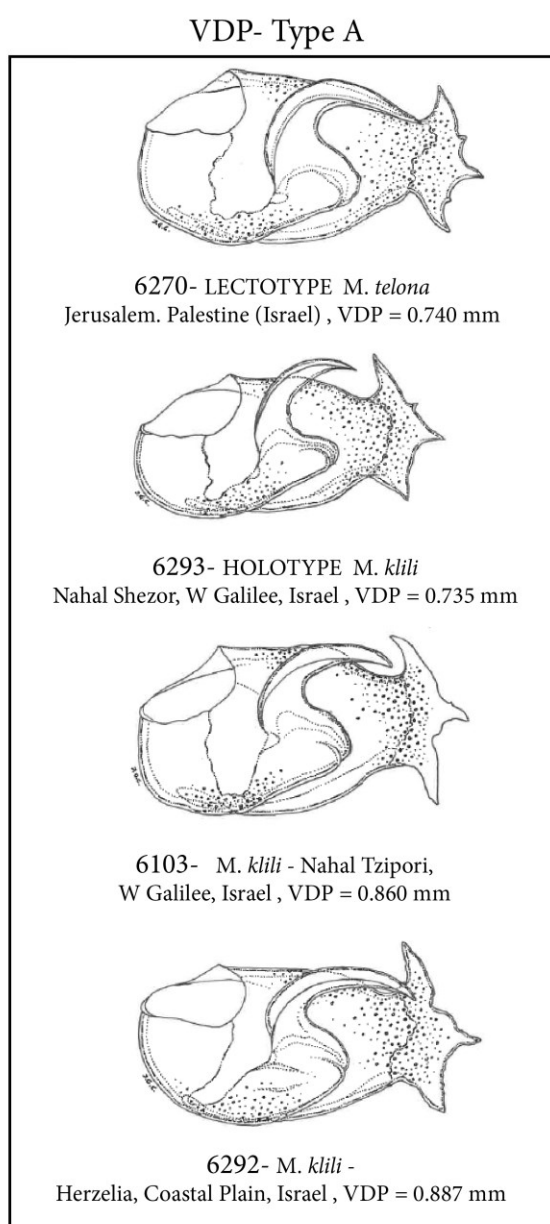 VDP- Type A
6270- LECTOTYPE M. telona
Jerusalem. Palestine (Israel) , VDP = 0.740 mm
6293- HOLOTYPE M. klili
Nahal Shezor, W Galilee, Israel , VDP = 0.735 mm
6103- M. klili - Nahal Tzipori,
W Galilee, Israel , VDP = 0.860 mm
6292- M. klili -
Herzelia, Coastal Plain, Israel , VDP = 0.887 mm